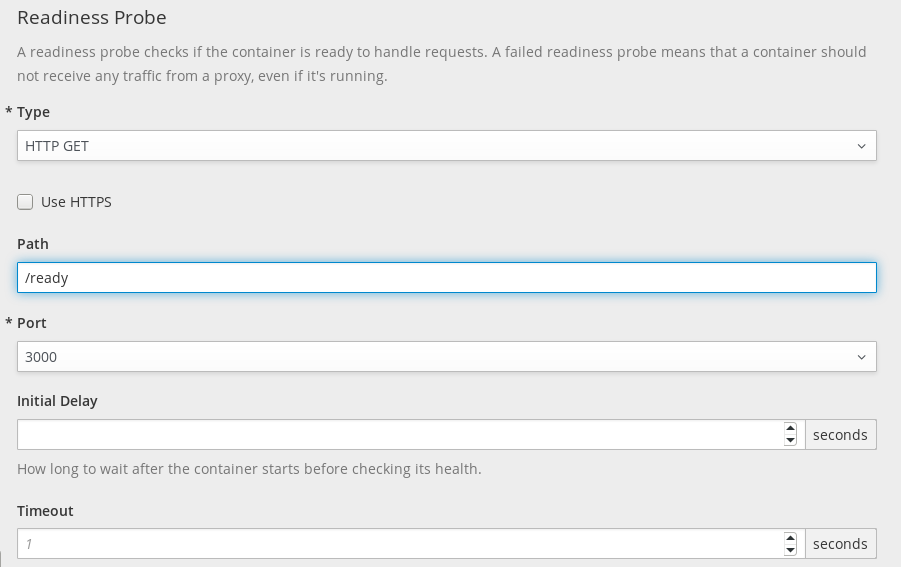 Readiness Probe
A readiness probe checks if the container is ready to handle requests. A failed readiness probe means that a container should
not receive any traffic from a proxy, even if it's running.
* Type
HTTP GET
Use HTTPS
Path
/ready
* Port
3000
Initial Delay
seconds
How long to wait after the container starts before checking its health.
Timeout
1 seconds